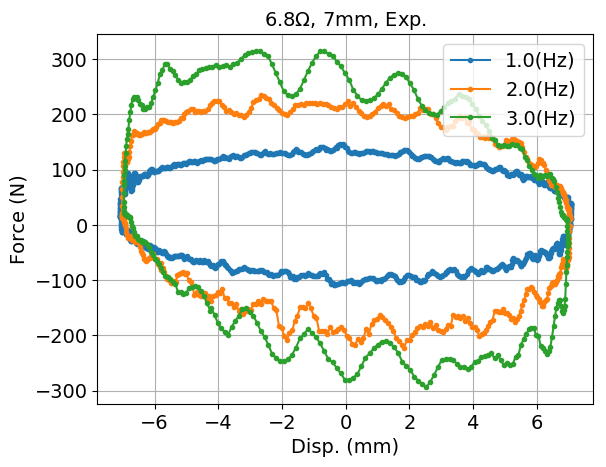 6.8Ω, 7mm, Exp.
1.0(Hz)
2.0(Hz)
3.0(Hz)
Force (N)
300
200
100
0
−100
−200
−300
−6 −4 −2 0 2 4 6
Disp. (mm)